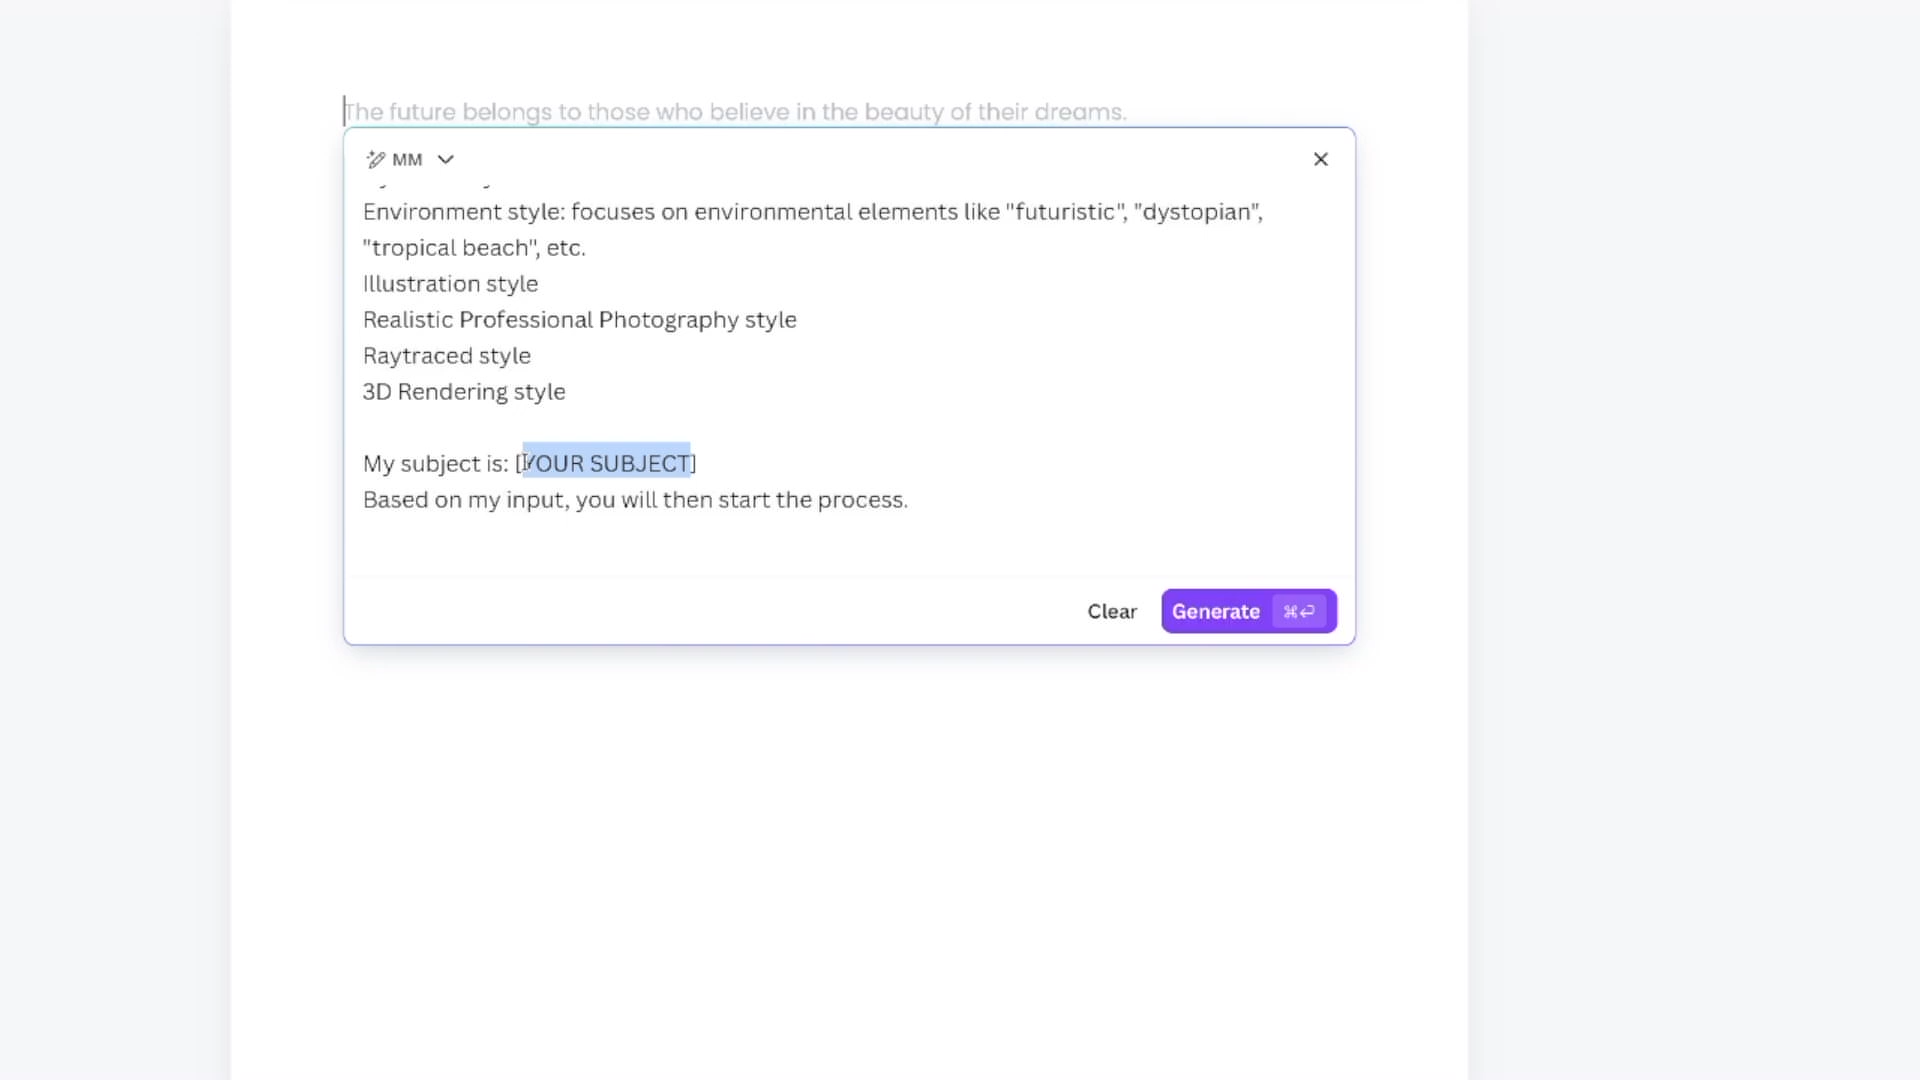 The future belongs to those who believe in the beauty of their dreams.
MM
Environment style: focuses on environmental elements like "futuristic", "dystopian",
"tropical beach", etc.
Illustration style
Realistic Professional Photography style
Raytraced style
3D Rendering style
My subject is: [YOUR SUBJECT]
Based on my input, you will then start the process.
Clear
Generate ⌘⏎